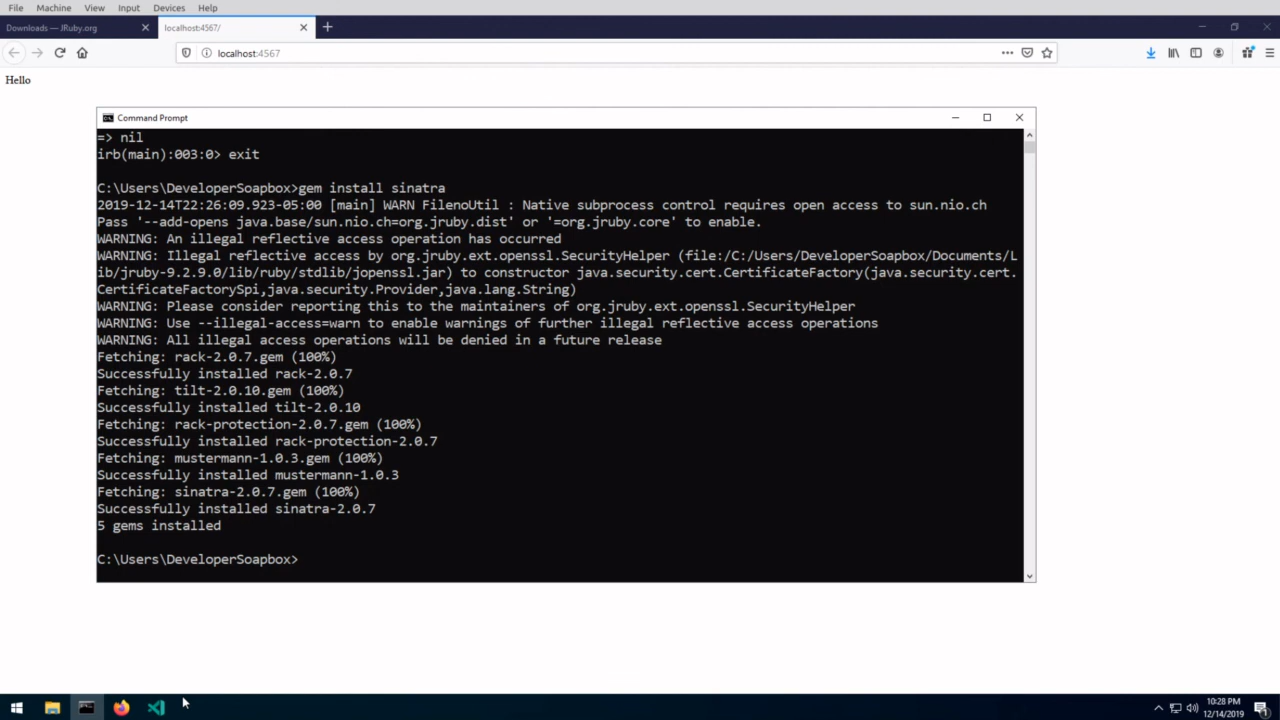 File Machine View Input Devices Help
Downloads — JRuby.org localhost:4567/
localhost:4567
Hello
Command Prompt
=> nil
irb(main):003:0> exit
C:\Users\DeveloperSoapbox>gem install sinatra
2019-12-14T22:26:09.923-05:00 [main] WARN FilenoUtil : Native subprocess control requires open access to sun.nio.ch
Pass '--add-opens java.base/sun.nio.ch=org.jruby.dist' or '=org.jruby.core' to enable.
WARNING: An illegal reflective access operation has occurred
WARNING: Illegal reflective access by org.jruby.ext.openssl.SecurityHelper (file:/C:/Users/DeveloperSoapbox/Documents/L
ib/jruby-9.2.9.0/lib/ruby/stdlib/jopenssl.jar) to constructor java.security.cert.CertificateFactory(java.security.cert.
CertificateFactorySpi,java.security.Provider,java.lang.String)
WARNING: Please consider reporting this to the maintainers of org.jruby.ext.openssl.SecurityHelper
WARNING: Use --illegal-access=warn to enable warnings of further illegal reflective access operations
WARNING: All illegal access operations will be denied in a future release
Fetching: rack-2.0.7.gem (100%)
Successfully installed rack-2.0.7
Fetching: tilt-2.0.10.gem (100%)
Successfully installed tilt-2.0.10
Fetching: rack-protection-2.0.7.gem (100%)
Successfully installed rack-protection-2.0.7
Fetching: mustermann-1.0.3.gem (100%)
Successfully installed mustermann-1.0.3
Fetching: sinatra-2.0.7.gem (100%)
Successfully installed sinatra-2.0.7
5 gems installed
C:\Users\DeveloperSoapbox>
10:28 PM
12/14/2019